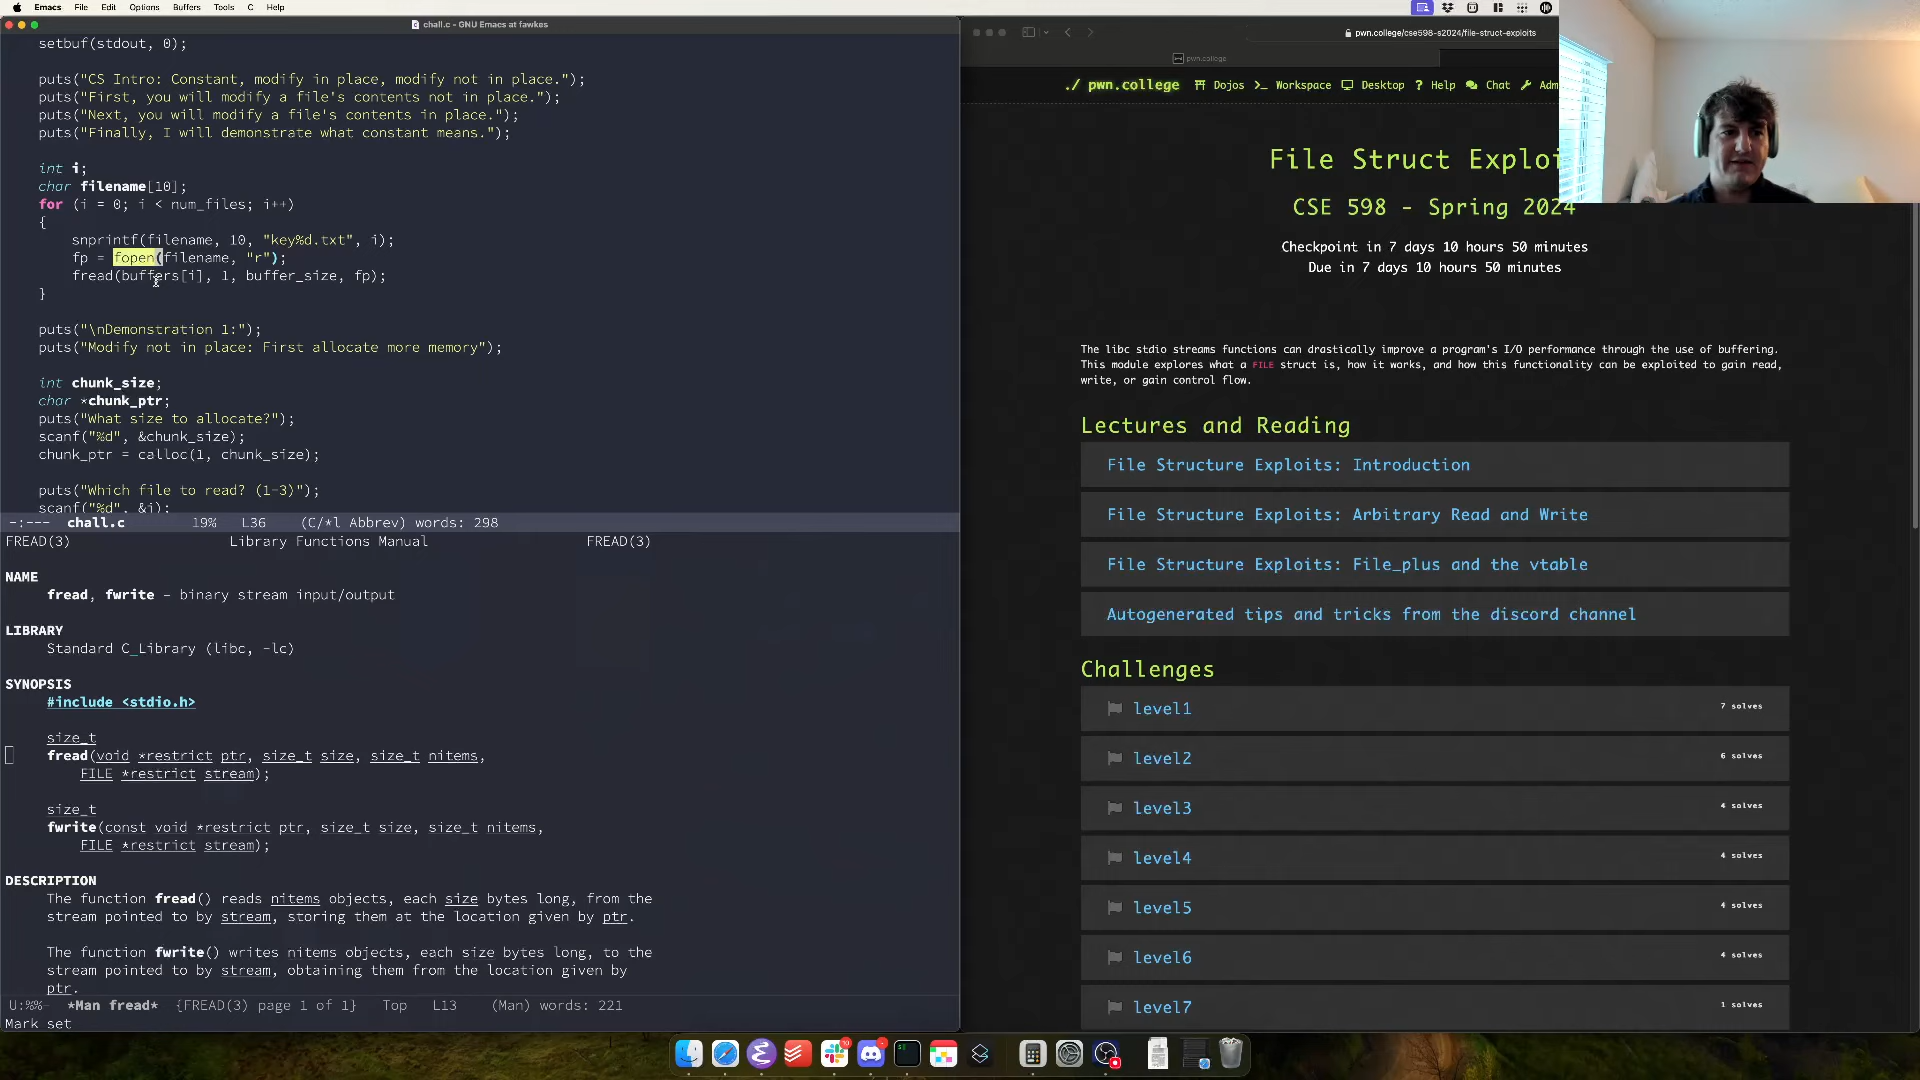 Emacs File Edit Options Buffers Tools C Help
chall.c - GNU Emacs at fawkes
setbuf(stdout, 0);
puts("CS Intro: Constant, modify in place, modify not in place.");
puts("First, you will modify a file's contents not in place.");
puts("Next, you will modify a file's contents in place.");
puts("Finally, I will demonstrate what constant means.");
int i;
char filename[10];
for (i = 0; i < num_files; i++)
{
snprintf(filename, 10, "key%d.txt", i);
fp = fopen(filename, "r");
fread(buffers[i], 1, buffer_size, fp);
}
puts("\nDemonstration 1:");
puts("Modify not in place: First allocate more memory");
int chunk_size;
char *chunk_ptr;
puts("What size to allocate?");
scanf("%d", &chunk_size);
chunk_ptr = calloc(1, chunk_size);
puts("Which file to read? (1-3)");
scanf("%d", &i);
-:--- chall.c 19% L36 (C/*l Abbrev) words: 298
FREAD(3) Library Functions Manual FREAD(3)
NAME
fread, fwrite – binary stream input/output
LIBRARY
Standard C Library (libc, -lc)
SYNOPSIS
#include <stdio.h>
size_t
fread(void *restrict ptr, size_t size, size_t nitems,
FILE *restrict stream);
size_t
fwrite(const void *restrict ptr, size_t size, size_t nitems,
FILE *restrict stream);
DESCRIPTION
The function fread() reads nitems objects, each size bytes long, from the
stream pointed to by stream, storing them at the location given by ptr.
The function fwrite() writes nitems objects, each size bytes long, to the
stream pointed to by stream, obtaining them from the location given by
ptr.
U:%%- *Man fread* {FREAD(3) page 1 of 1} Top L13 (Man) words: 221
Mark set
pwn.college/cse598-s2024/file-struct-exploits
pwn.college
./ pwn.college Dojos >_ Workspace Desktop ? Help Chat Adm
File Struct Exploi
CSE 598 - Spring 2024
Checkpoint in 7 days 10 hours 50 minutes
Due in 7 days 10 hours 50 minutes
The libc stdio streams functions can drastically improve a program's I/O performance through the use of buffering.
This module explores what a FILE struct is, how it works, and how this functionality can be exploited to gain read,
write, or gain control flow.
Lectures and Reading
File Structure Exploits: Introduction
File Structure Exploits: Arbitrary Read and Write
File Structure Exploits: File_plus and the vtable
Autogenerated tips and tricks from the discord channel
Challenges
level1 7 solves
level2 6 solves
level3 4 solves
level4 4 solves
level5 4 solves
level6 4 solves
level7 1 solves